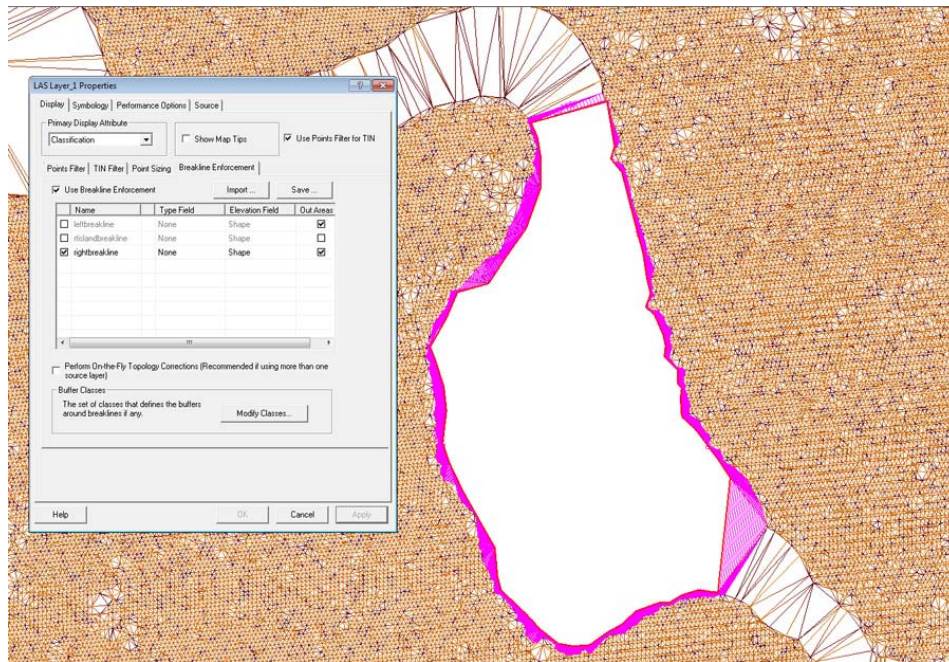 LAS Layer_1 Properties
Display Symbology Performance Options Source
Primary Display Attribute
Classification
Show Map Tips
Use Points Filter for TIN
Points Filter TIN Filter Point Sizing Breakline Enforcement
Use Breakline Enforcement
Import ... Save ...
Name Type Field Elevation Field Out Areas
leftbreakline None Shape
rtislandbreakline None Shape
rightbreakline None Shape
Perform On-the-Fly Topology Corrections (Recommended if using more than one
source layer)
Buffer Classes
The set of classes that defines the buffers
around breaklines if any.
Modify Classes...
Help OK Cancel Apply